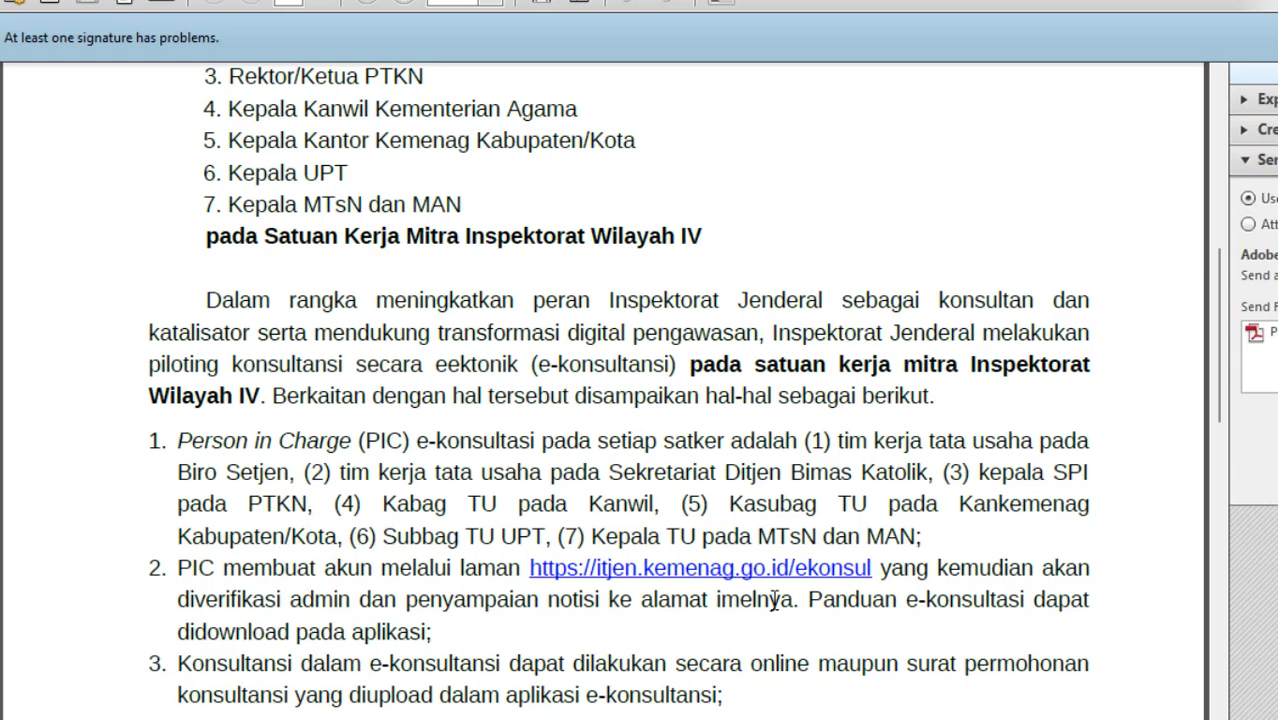 At least one signature has problems.
3. Rektor/Ketua PTKN
4. Kepala Kanwil Kementerian Agama
5. Kepala Kantor Kemenag Kabupaten/Kota
6. Kepala UPT
7. Kepala MTsN dan MAN
pada Satuan Kerja Mitra Inspektorat Wilayah IV
Dalam rangka meningkatkan peran Inspektorat Jenderal sebagai konsultan dan
katalisator serta mendukung transformasi digital pengawasan, Inspektorat Jenderal melakukan
piloting konsultansi secara eektonik (e-konsultansi) pada satuan kerja mitra Inspektorat
Wilayah IV. Berkaitan dengan hal tersebut disampaikan hal-hal sebagai berikut.
1. Person in Charge (PIC) e-konsultasi pada setiap satker adalah (1) tim kerja tata usaha pada
Biro Setjen, (2) tim kerja tata usaha pada Sekretariat Ditjen Bimas Katolik, (3) kepala SPI
pada PTKN, (4) Kabag TU pada Kanwil, (5) Kasubag TU pada Kankemenag
Kabupaten/Kota, (6) Subbag TU UPT, (7) Kepala TU pada MTsN dan MAN;
2. PIC membuat akun melalui laman https://itjen.kemenag.go.id/ekonsul yang kemudian akan
diverifikasi admin dan penyampaian notisi ke alamat imelnya. Panduan e-konsultasi dapat
didownload pada aplikasi;
3. Konsultansi dalam e-konsultansi dapat dilakukan secara online maupun surat permohonan
konsultansi yang diupload dalam aplikasi e-konsultansi;
Adobe
Send a